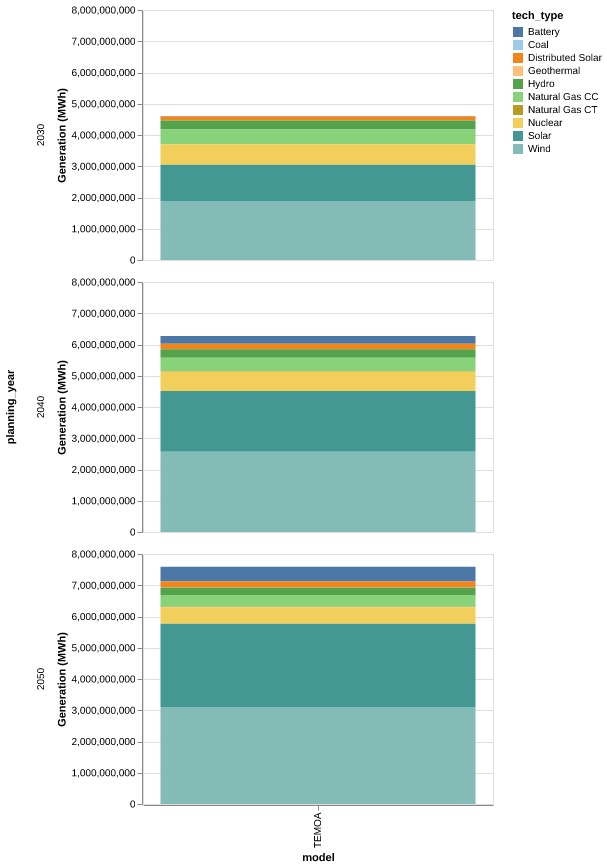 tech_type
Battery
Coal
Distributed Solar
Geothermal
Hydro
Natural Gas CC
Natural Gas CT
Nuclear
Solar
Wind
planning_year
2030
Generation (MWh)
8,000,000,000
7,000,000,000
6,000,000,000
5,000,000,000
4,000,000,000
3,000,000,000
2,000,000,000
1,000,000,000
0
2040
Generation (MWh)
8,000,000,000
7,000,000,000
6,000,000,000
5,000,000,000
4,000,000,000
3,000,000,000
2,000,000,000
1,000,000,000
0
2050
Generation (MWh)
8,000,000,000
7,000,000,000
6,000,000,000
5,000,000,000
4,000,000,000
3,000,000,000
2,000,000,000
1,000,000,000
0
TEMOA
model